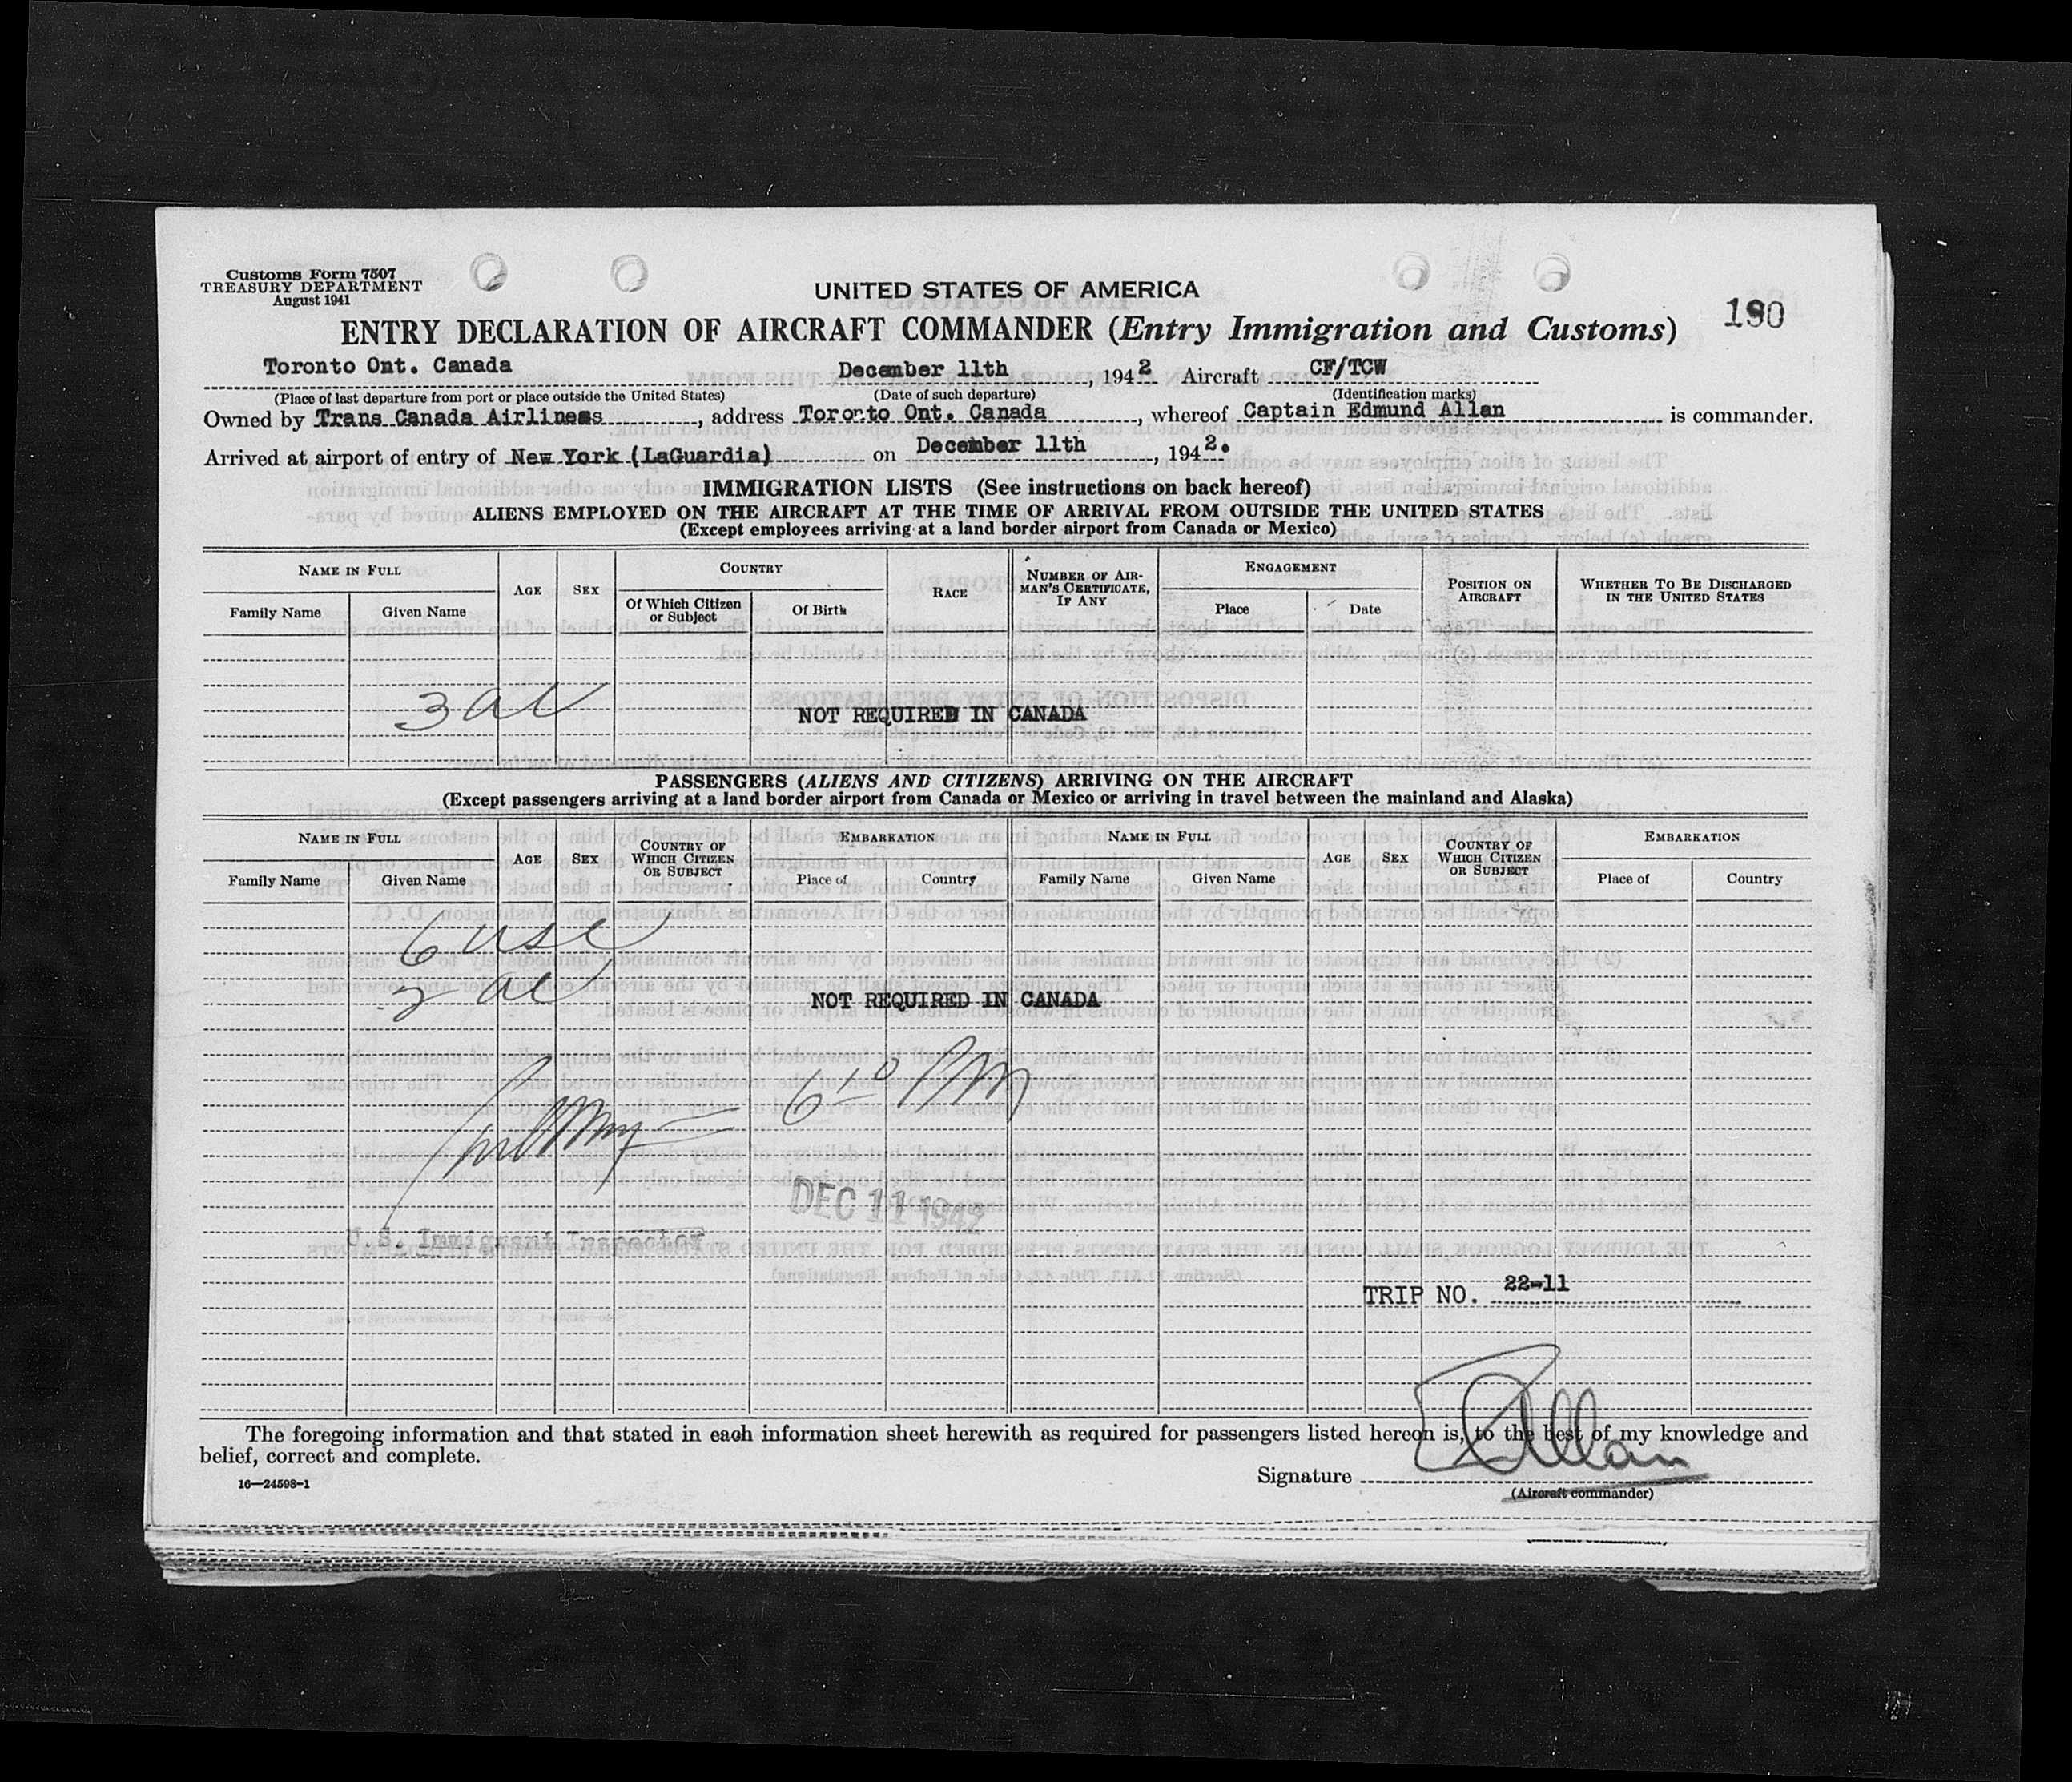 Customs Form 7507
TREASURY DEPARTMENT
August 1941
UNITED STATES OF AMERICA
190
ENTRY DECLARATION OF AIRCRAFT COMMANDER (Entry Immigration and Customs)
Toronto Ont. Canada December 11th, 1942 Aircraft CF/TCW
(Place of last departure from port or place outside the United States) (Date of such departure) (Identification marks)
Owned by Trans Canada Airliness, address Toronto Ont. Canada, whereof Captain Edmund Allan is commander.
Arrived at airport of entry of New York (LaGuardia) on December 11th, 1942.
IMMIGRATION LISTS (See instructions on back hereof)
ALIENS EMPLOYED ON THE AIRCRAFT AT THE TIME OF ARRIVAL FROM OUTSIDE THE UNITED STATES
(Except employees arriving at a land border airport from Canada or Mexico)
NAME IN FULL AGE SEX COUNTRY RACE NUMBER OF AIRMAN'S CERTIFICATE, IF ANY ENGAGEMENT POSITION ON AIRCRAFT WHETHER TO BE DISCHARGED IN THE UNITED STATES
Family Name Given Name Of Which Citizen or Subject Of Birth Place Date
3 al
NOT REQUIRED IN CANADA
PASSENGERS (ALIENS AND CITIZENS) ARRIVING ON THE AIRCRAFT
(Except passengers arriving at a land border airport from Canada or Mexico or arriving in travel between the mainland and Alaska)
NAME IN FULL AGE SEX COUNTRY OF WHICH CITIZEN OR SUBJECT EMBARKATION NAME IN FULL AGE SEX COUNTRY OF WHICH CITIZEN OR SUBJECT EMBARKATION
Family Name Given Name Place of Country Family Name Given Name Place of Country
6 usc
3 al
NOT REQUIRED IN CANADA
6 10 PM
DEC 11 1942
U.S. Immigrant Inspector
TRIP NO. 22-11
The foregoing information and that stated in each information sheet herewith as required for passengers listed hereon is, to the best of my knowledge and
belief, correct and complete.
Signature E Allan
(Aircraft commander)
16—24598-1